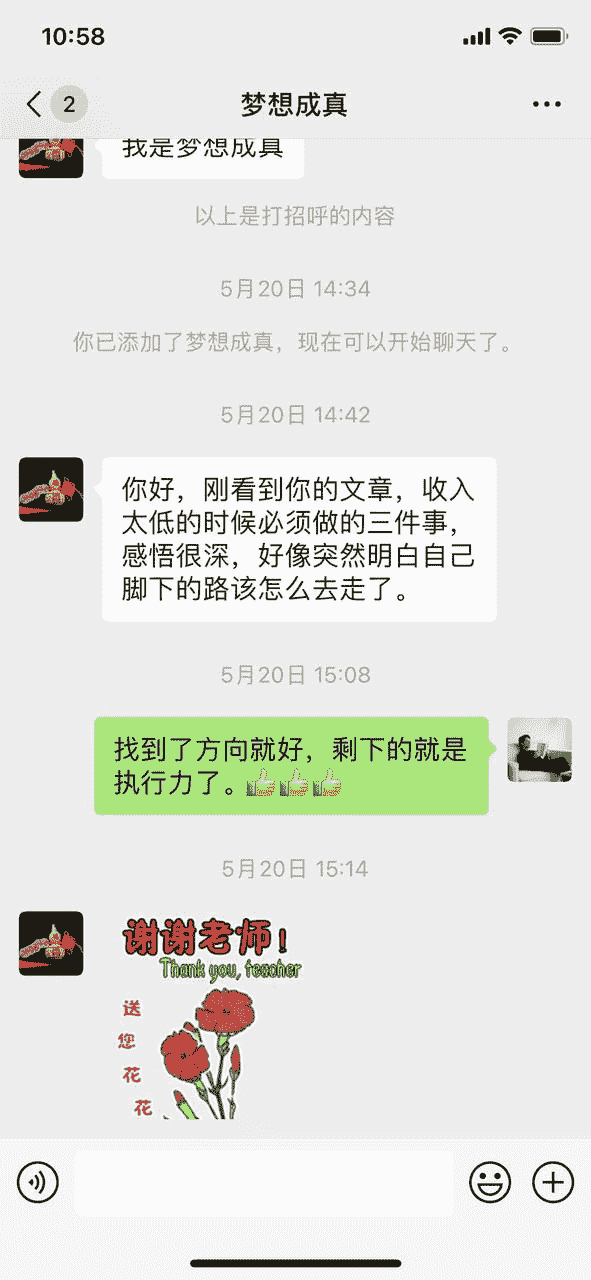 10:58
2
梦想成真
我是梦想成真
以上是打招呼的内容
5月20日 14:34
你已添加了梦想成真，现在可以开始聊天了。
5月20日 14:42
你好，刚看到你的文章，收入
太低的时候必须做的三件事，
感悟很深，好像突然明白自己
脚下的路该怎么去走了。
5月20日 15:08
找到了方向就好，剩下的就是
执行力了。👍👍👍
5月20日 15:14
谢谢老师！
Thank you, teacher
送
您
花
花